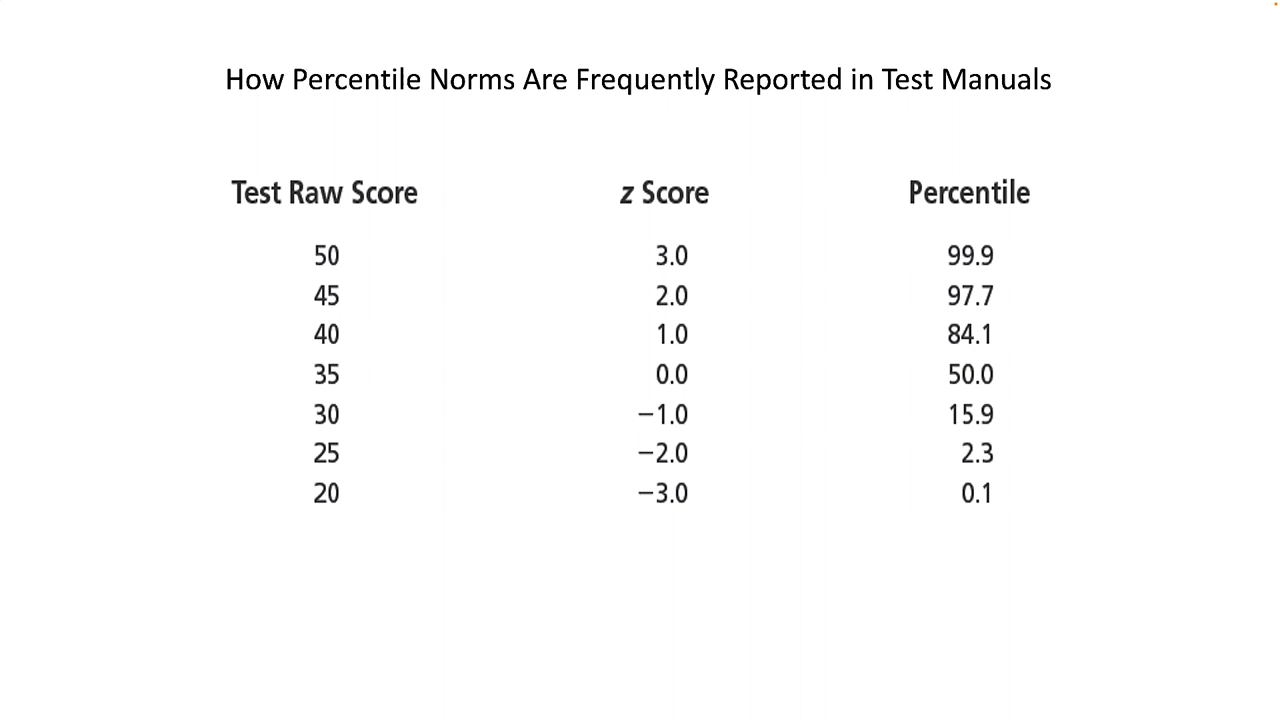 How Percentile Norms Are Frequently Reported in Test Manuals
Test Raw Score z Score Percentile
50 3.0 99.9
45 2.0 97.7
40 1.0 84.1
35 0.0 50.0
30 −1.0 15.9
25 −2.0 2.3
20 −3.0 0.1